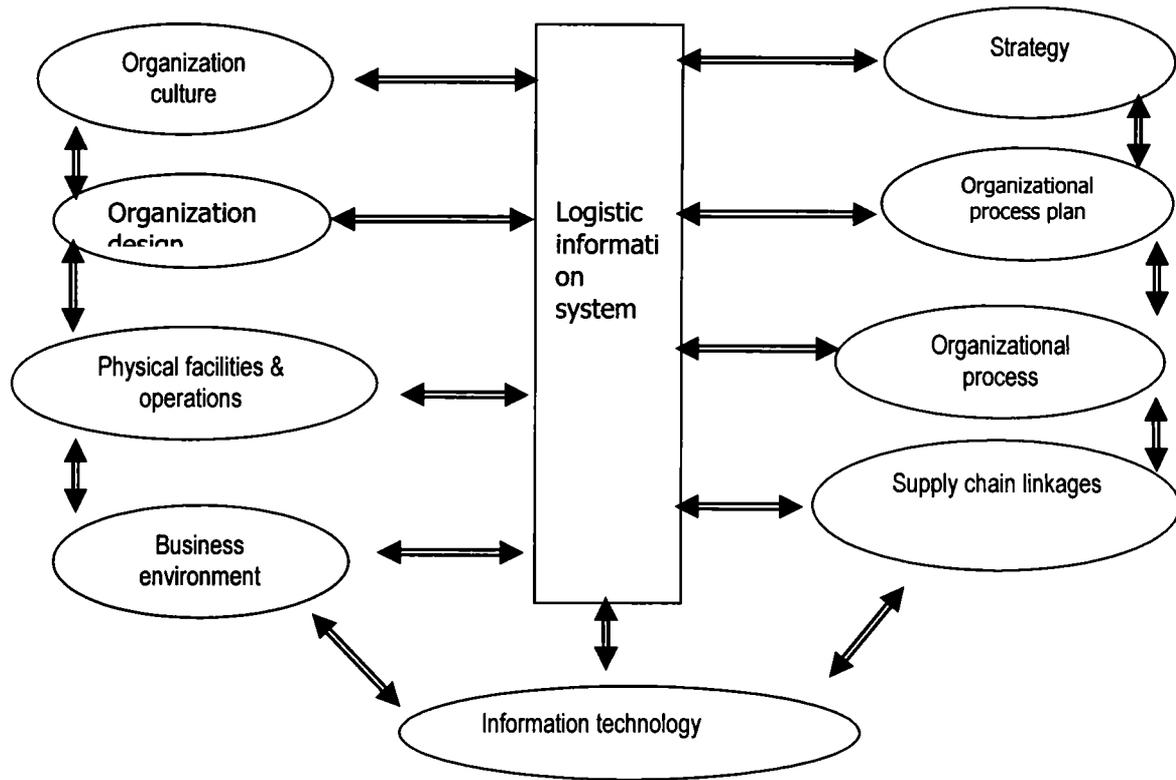 Organization
culture
Strategy
Organization
design
Logistic
informati
on
system
Organizational
process plan
Physical facilities &
operations
Organizational
process
Supply chain linkages
Business
environment
Information technology